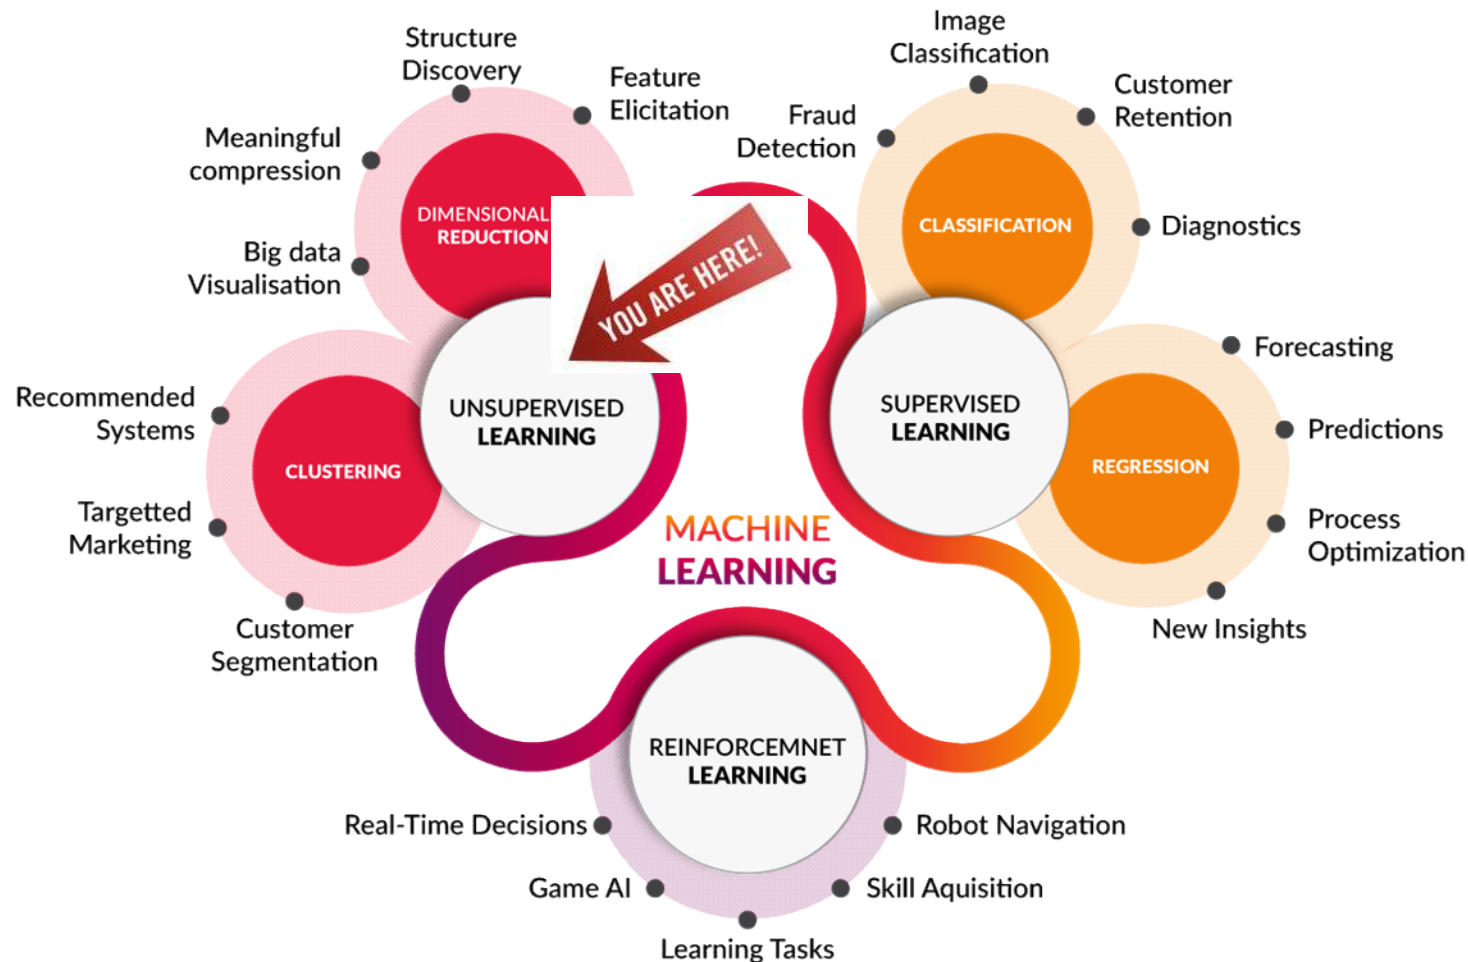 Structure
Discovery
Feature
Elicitation
Meaningful
compression
Big data
Visualisation
DIMENSIONAL
REDUCTION
Recommended
Systems
Targetted
Marketing
Customer
Segmentation
CLUSTERING
UNSUPERVISED
LEARNING
YOU ARE HERE!
Image
Classification
Fraud
Detection
Customer
Retention
Diagnostics
CLASSIFICATION
SUPERVISED
LEARNING
Forecasting
Predictions
Process
Optimization
New Insights
REGRESSION
MACHINE
LEARNING
REINFORCEMNET
LEARNING
Real-Time Decisions
Game AI
Learning Tasks
Skill Aquisition
Robot Navigation